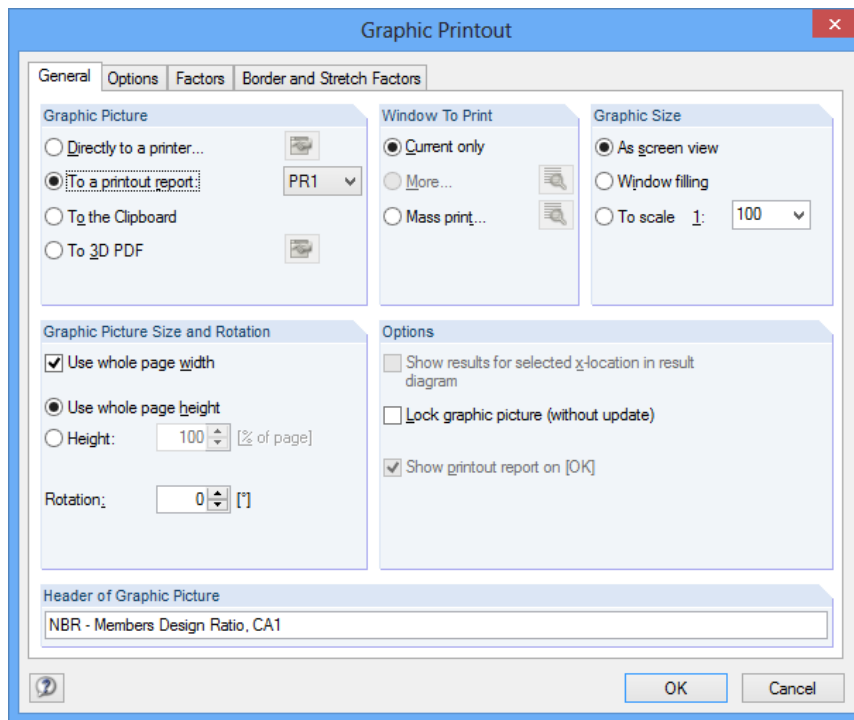 Graphic Printout
General Options Factors Border and Stretch Factors
Graphic Picture
Directly to a printer...
To a printout report: PR1
To the Clipboard
To 3D PDF
Window To Print
Current only
More...
Mass print...
Graphic Size
As screen view
Window filling
To scale 1: 100
Graphic Picture Size and Rotation
Use whole page width
Use whole page height
Height: 100 [% of page]
Rotation: 0 [°]
Options
Show results for selected x-location in result
diagram
Lock graphic picture (without update)
Show printout report on [OK]
Header of Graphic Picture
NBR - Members Design Ratio, CA1
OK Cancel